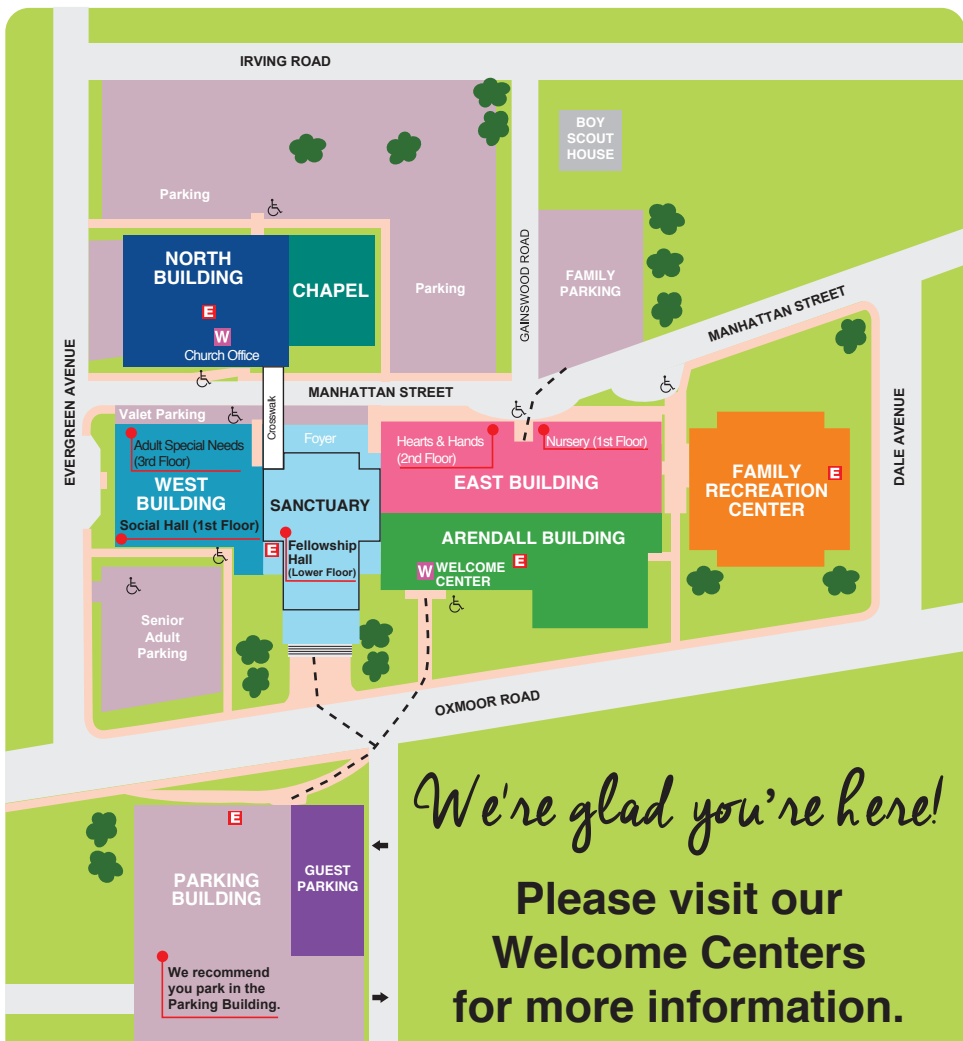 IRVING ROAD
BOY
SCOUT
HOUSE
Parking
NORTH
BUILDING
CHAPEL
Parking
GAINSWOOD ROAD
FAMILY
PARKING
MANHATTAN STREET
E
W
Church Office
EVERGREEN AVENUE
MANHATTAN STREET
DALE AVENUE
Valet Parking
Crosswalk
Foyer
Adult Special Needs
(3rd Floor)
Hearts & Hands
(2nd Floor)
Nursery (1st Floor)
WEST
BUILDING
SANCTUARY
EAST BUILDING
FAMILY
RECREATION
CENTER
E
Social Hall (1st Floor)
E
Fellowship
Hall
(Lower Floor)
ARENDALL BUILDING
E
W WELCOME
CENTER
Senior
Adult
Parking
OXMOOR ROAD
E
PARKING
BUILDING
GUEST
PARKING
We recommend
you park in the
Parking Building.
We're glad you're here!
Please visit our
Welcome Centers
for more information.